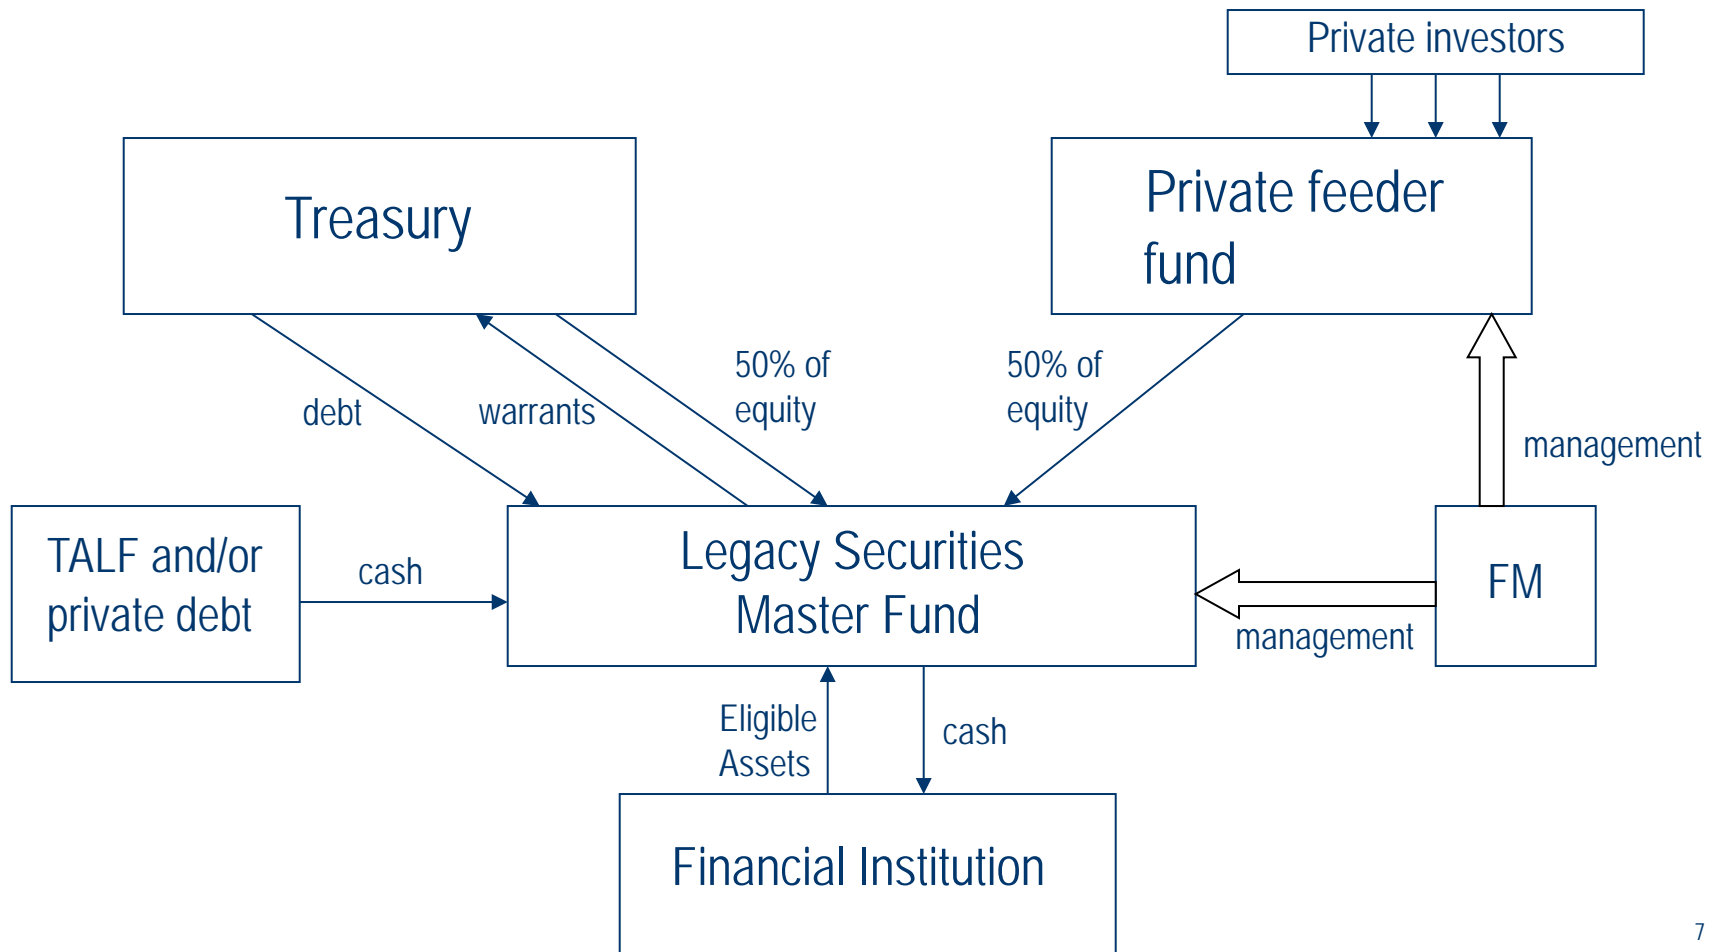 Private investors
Treasury
Private feeder
fund
50% of
equity
50% of
equity
debt
warrants
management
TALF and/or
private debt
cash
Legacy Securities
Master Fund
FM
management
Eligible
Assets
cash
Financial Institution
7